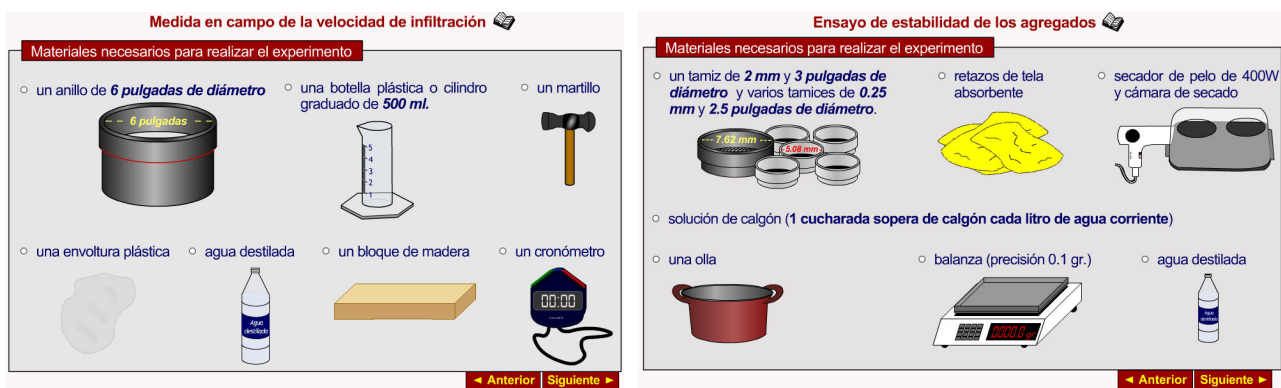 Medida en campo de la velocidad de infiltración
Materiales necesarios para realizar el experimento
un anillo de 6 pulgadas de diámetro
6 pulgadas
una botella plástica o cilindro
graduado de 500 ml.
5
4
3
2
1
un martillo
una envoltura plástica
agua destilada
Agua
destilada
un bloque de madera
un cronómetro
00:00
◄ Anterior
Siguiente ►
Ensayo de estabilidad de los agregados
Materiales necesarios para realizar el experimento
un tamiz de 2 mm y 3 pulgadas de
diámetro y varios tamices de 0.25
mm y 2.5 pulgadas de diámetro.
7.62 mm
5.08 mm
retazos de tela
absorbente
secador de pelo de 400W
y cámara de secado
solución de calgón (1 cucharada sopera de calgón cada litro de agua corriente)
una olla
balanza (precisión 0.1 gr.)
0000.0 gr
agua destilada
Agua
destilada
◄ Anterior
Siguiente ►